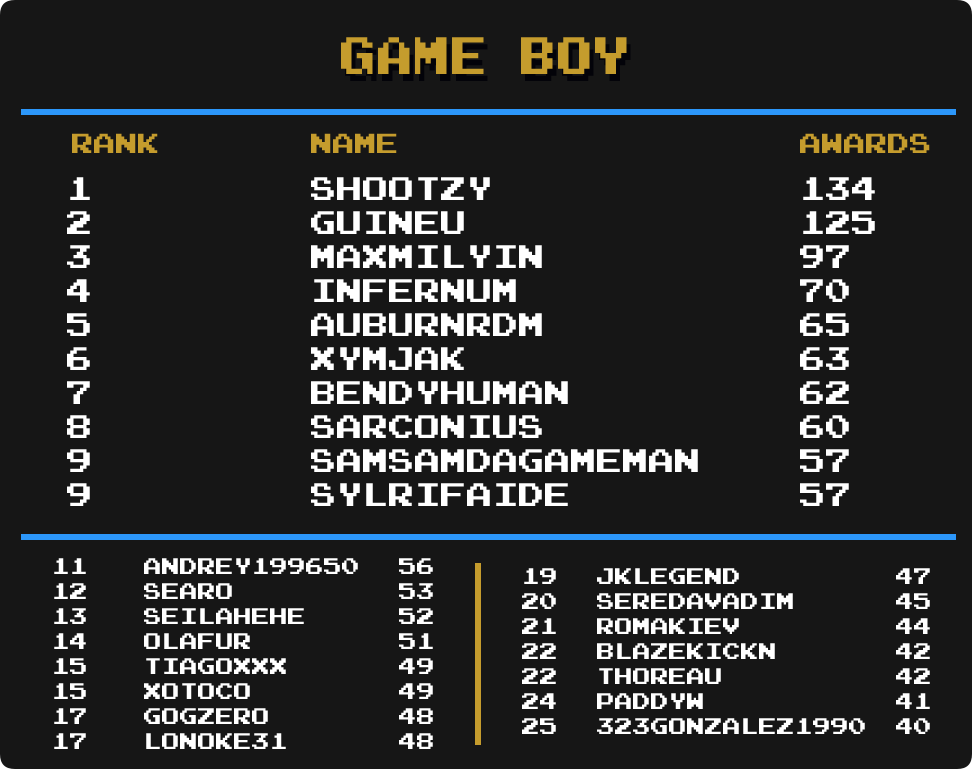 GAME BOY
RANK NAME AWARDS
1 SHOOTZY 134
2 GUINEU 125
3 MAXMILYIN 97
4 INFERNUM 70
5 AUBURNRDM 65
6 XYMJAK 63
7 BENDYHUMAN 62
8 SARCONIUS 60
9 SAMSAMDAGAMEMAN 57
9 SYLRIFAIDE 57
11 ANDREY199650 56
12 SEARO 53
13 SEILAHEHE 52
14 OLAFUR 51
15 TIAGOXXX 49
15 XOTOCO 49
17 GOGZERO 48
17 LONOKE31 48
19 JKLEGEND 47
20 SEREDAVADIM 45
21 ROMAKIEV 44
22 BLAZEKICKN 42
22 THOREAU 42
24 PADDYW 41
25 323GONZALEZ1990 40